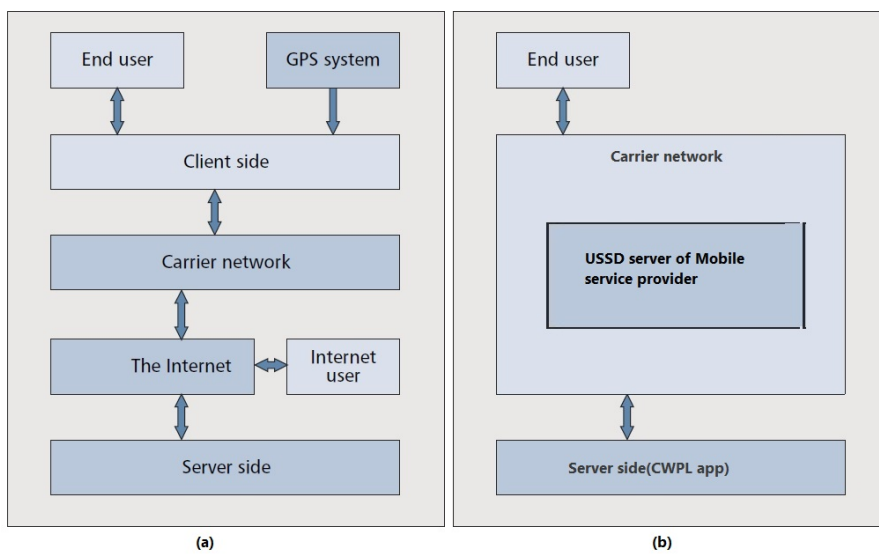 End user
GPS system
Client side
Carrier network
The Internet
Internet
user
Server side
(a)
End user
Carrier network
USSD server of Mobile
service provider
Server side(CWPL app)
(b)